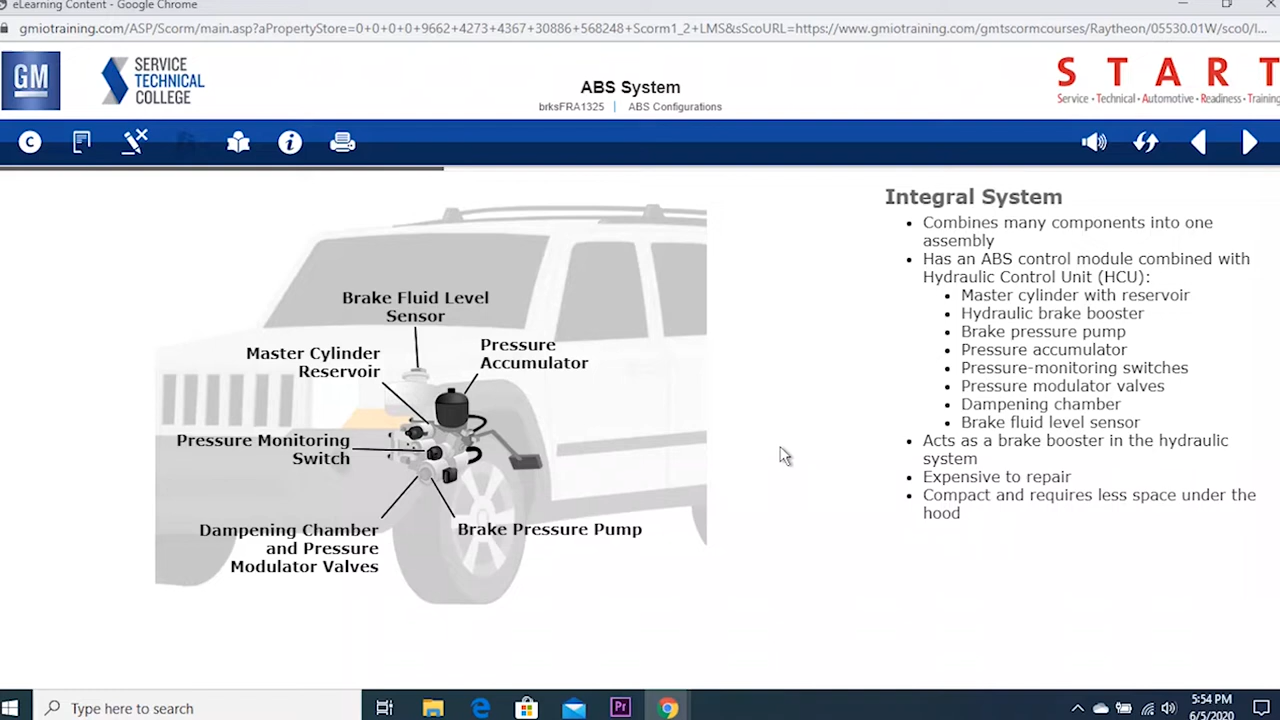 eLearning Content - Google Chrome
gmiotraining.com/ASP/Scorm/main.asp?aPropertyStore=0+0+0+0+9662+4273+4367+30886+568248+Scorm1_2+LMS&sScoURL=https://www.gmiotraining.com/gmtscormcourses/Raytheon/05530.01W/sco0/l...
GM
SERVICE
TECHNICAL
COLLEGE
ABS System
brksFRA1325 | ABS Configurations
START
Service • Technical • Automotive • Readiness • Training
C
i
Integral System
• Combines many components into one
assembly
• Has an ABS control module combined with
Hydraulic Control Unit (HCU):
• Master cylinder with reservoir
• Hydraulic brake booster
• Brake pressure pump
• Pressure accumulator
• Pressure-monitoring switches
• Pressure modulator valves
• Dampening chamber
• Brake fluid level sensor
• Acts as a brake booster in the hydraulic
system
• Expensive to repair
• Compact and requires less space under the
hood
Brake Fluid Level
Sensor
Pressure
Accumulator
Master Cylinder
Reservoir
Pressure Monitoring
Switch
Dampening Chamber
and Pressure
Modulator Valves
Brake Pressure Pump
Type here to search
Pr
5:54 PM
6/5/2020